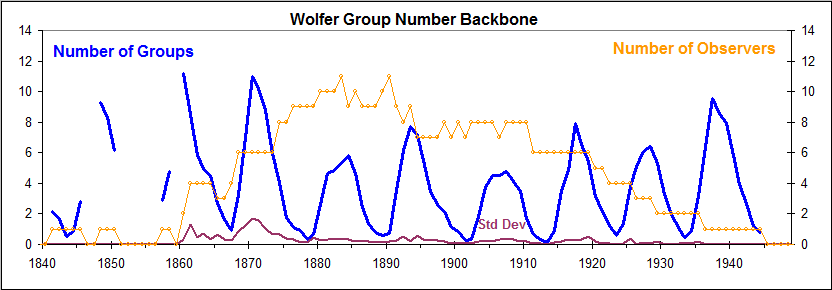 Wolfer Group Number Backbone
14 14
Number of Groups Number of Observers
12 12
10 10
8 8
6 6
4 4
2 2
Std Dev
0 0
1840 1850 1860 1870 1880 1890 1900 1910 1920 1930 1940